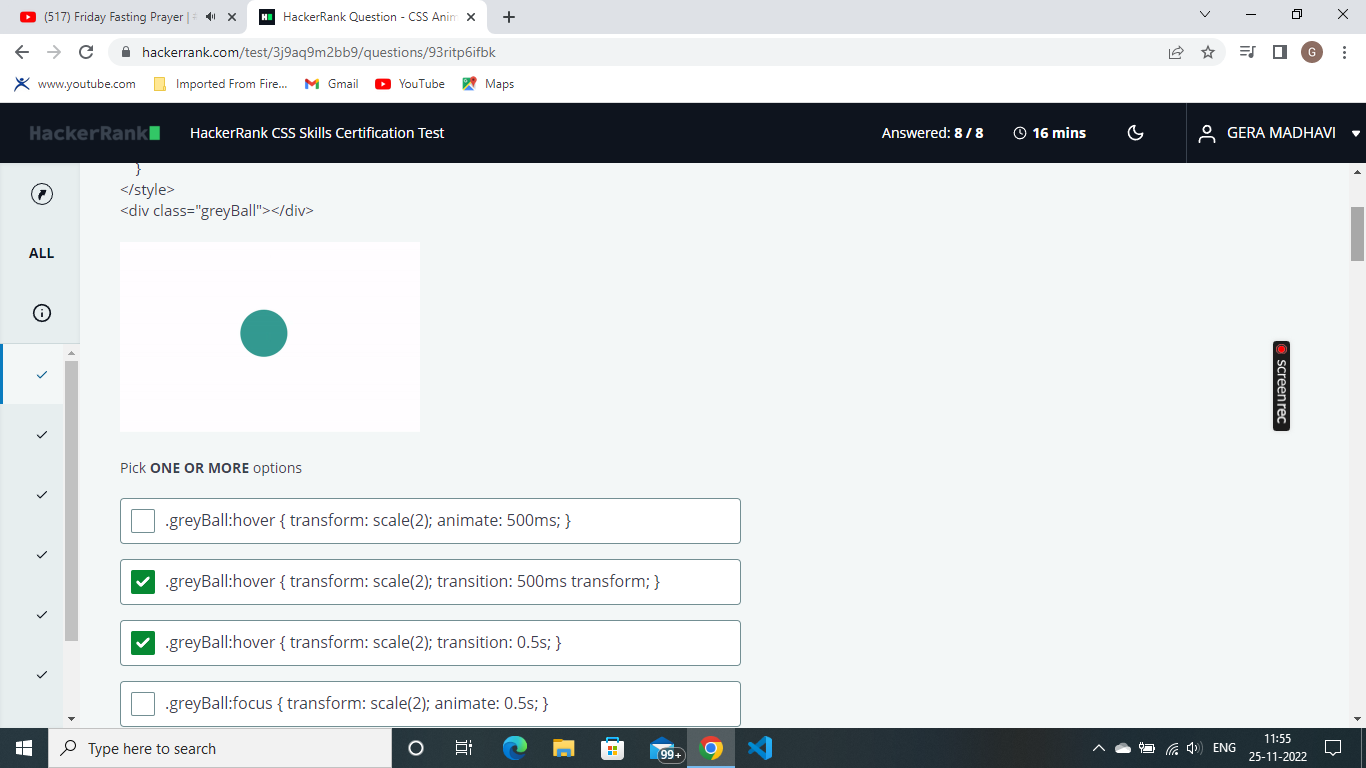 (517) Friday Fasting Prayer |
HackerRank Question - CSS Anim
hackerrank.com/test/3j9aq9m2bb9/questions/93ritp6ifbk
G
www.youtube.com
Imported From Fire...
Gmail
YouTube
Maps
HackerRank
HackerRank CSS Skills Certification Test
Answered: 8 / 8
16 mins
GERA MADHAVI
ALL
}
</style>
<div class="greyBall"></div>
Pick ONE OR MORE options
.greyBall:hover { transform: scale(2); animate: 500ms; }
.greyBall:hover { transform: scale(2); transition: 500ms transform; }
.greyBall:hover { transform: scale(2); transition: 0.5s; }
.greyBall:focus { transform: scale(2); animate: 0.5s; }
screenrec
Type here to search
99+
ENG
11:55
25-11-2022